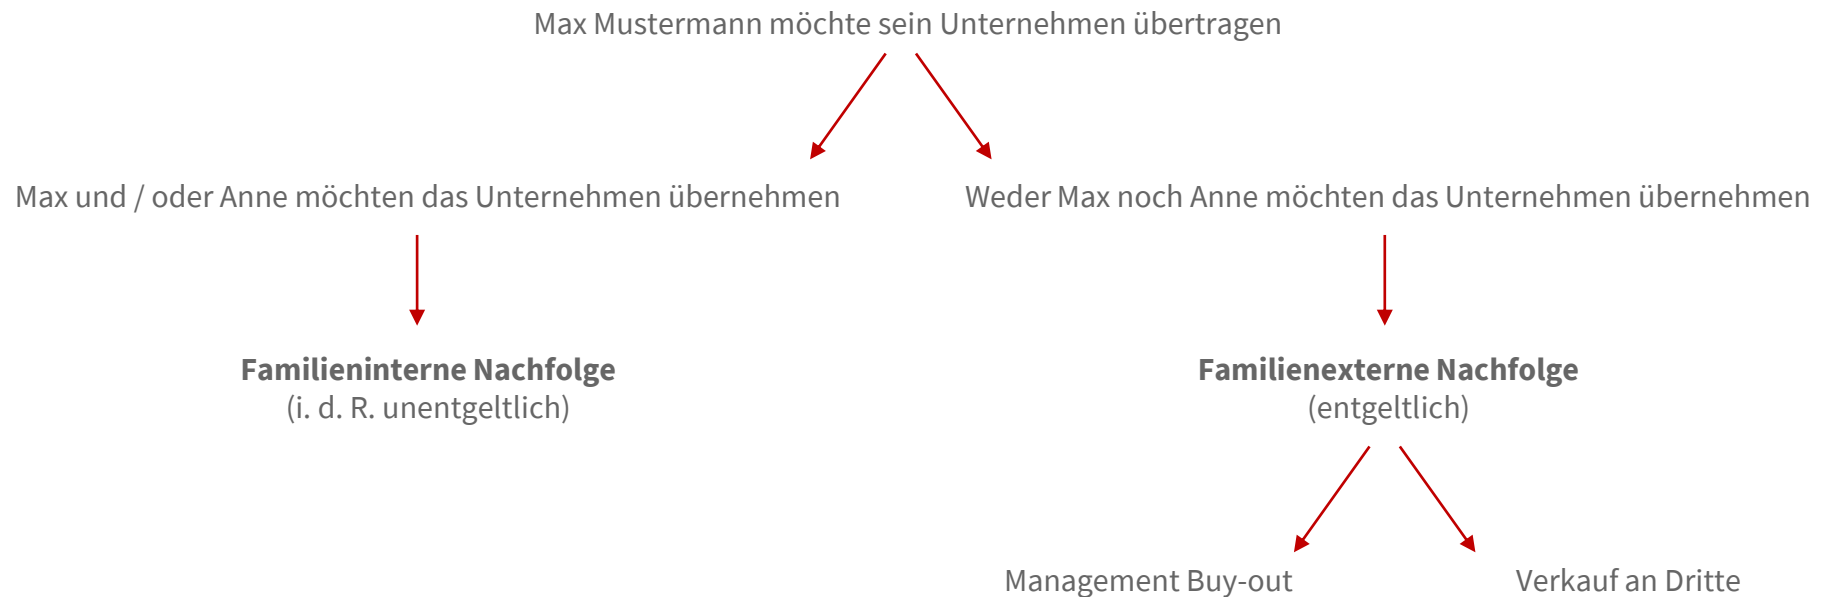 Max Mustermann möchte sein Unternehmen übertragen
Max und / oder Anne möchten das Unternehmen übernehmen
Weder Max noch Anne möchten das Unternehmen übernehmen
Familieninterne Nachfolge
(i. d. R. unentgeltlich)
Familienexterne Nachfolge
(entgeltlich)
Management Buy-out
Verkauf an Dritte